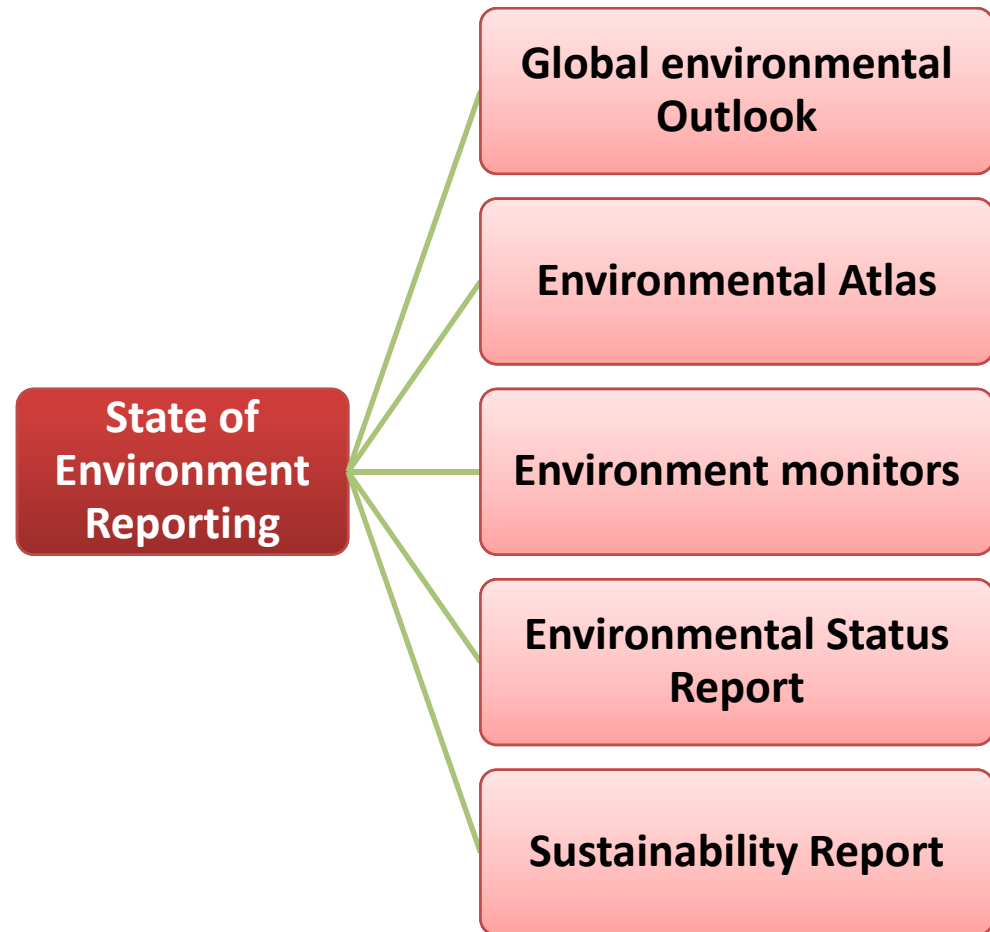 Global environmental
Outlook
Environmental Atlas
State of
Environment
Reporting
Environment monitors
Environmental Status
Report
Sustainability Report